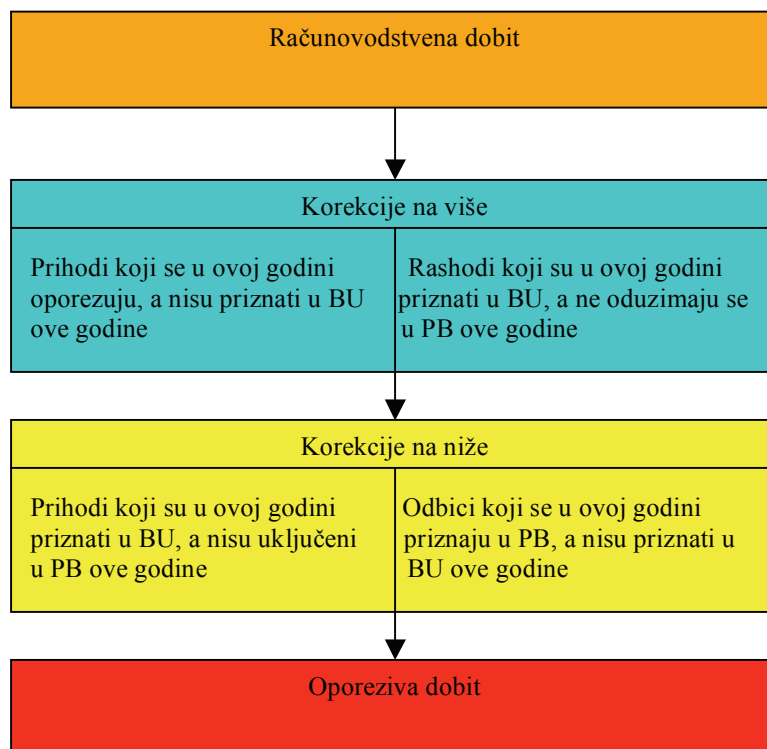 Računovodstvena dobit
Korekcije na više
Prihodi koji se u ovoj godini
oporezuju, a nisu priznati u BU
ove godine
Rashodi koji su u ovoj godini
priznati u BU, a ne oduzimaju se
u PB ove godine
Korekcije na niže
Prihodi koji su u ovoj godini
priznati u BU, a nisu uključeni
u PB ove godine
Odbici koji se u ovoj godini
priznaju u PB, a nisu priznati u
BU ove godine
Oporeziva dobit